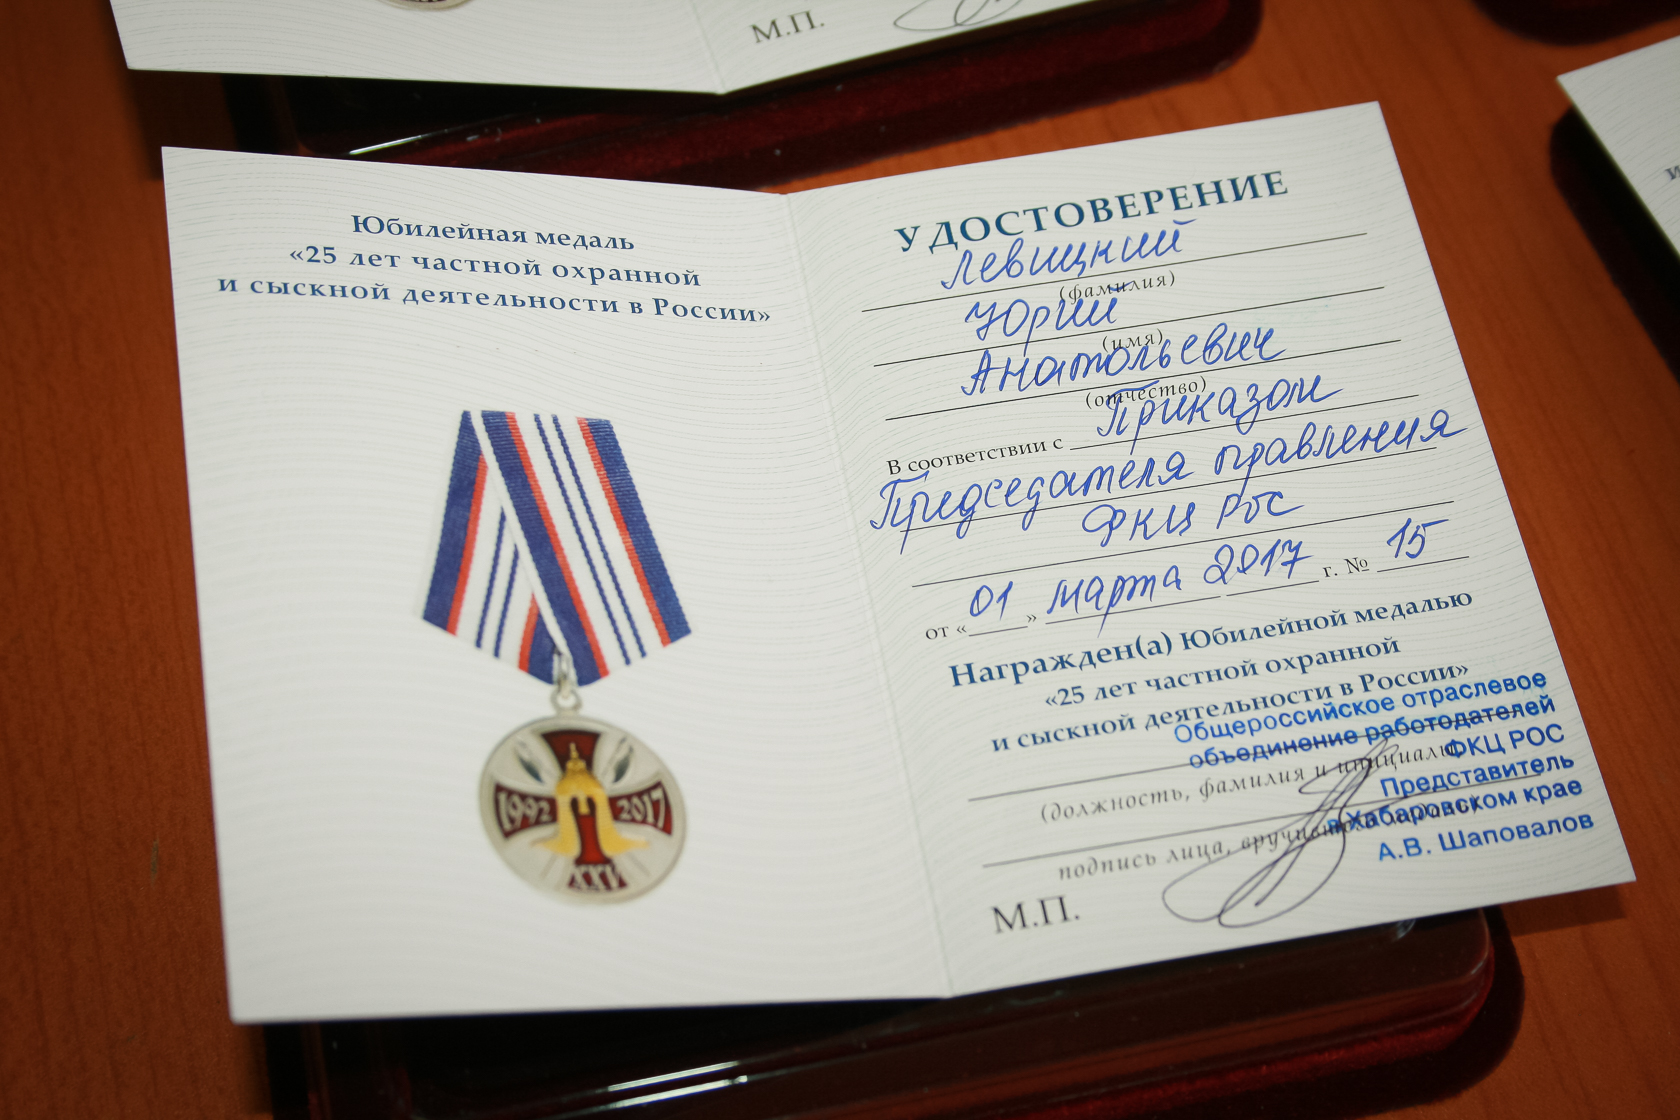 М.П.
Юбилейная медаль
«25 лет частной охранной
и сыскной деятельности в России»
1992 2017
XXV
УДОСТОВЕРЕНИЕ
Левицкий
(фамилия)
Юрий
(имя)
Анатольевич
(отчество)
В соответствии с Приказом
Председателя правления
ФКЦ РОС
от «01» марта 2017 г. № 15
Награжден(а) Юбилейной медалью
«25 лет частной охранной
и сыскной деятельности в России»
Общероссийское отраслевое
объединение работодателей
ФКЦ РОС
(должность, фамилия и инициалы
Представитель
в Хабаровском крае
подпись лица, вручившего
А.В. Шаповалов
М.П.